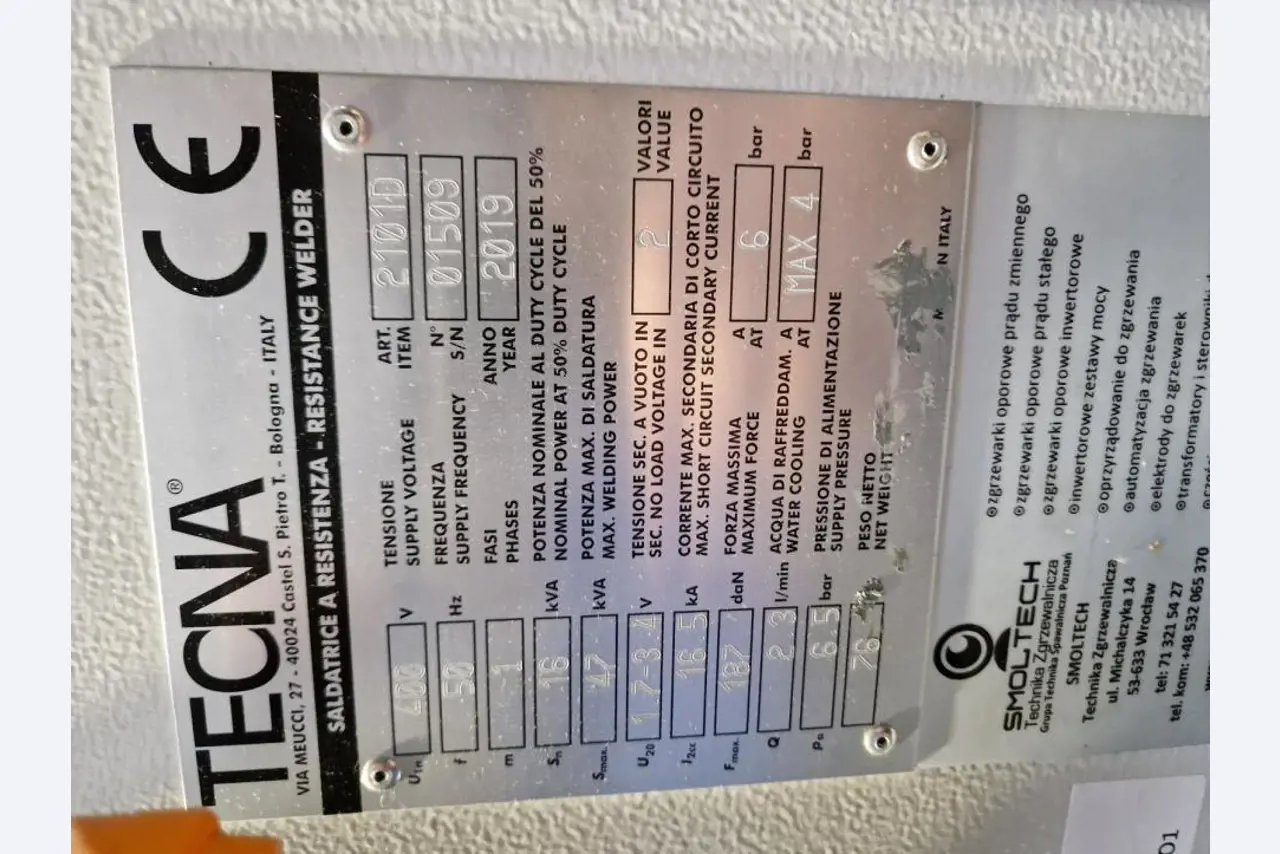 TECNA® CE
VIA MEUCCI, 27 - 40024 Castel S. Pietro T. - Bologna - ITALY
SALDATRICE A RESISTENZA - RESISTANCE WELDER
U1n 400 V TENSIONE
SUPPLY VOLTAGE
ART.
ITEM 2101D
f 50 Hz FREQUENZA
SUPPLY FREQUENCY
N°
S/N 01509
m 1 FASI
PHASES
ANNO
YEAR 2019
Sn 16 kVA POTENZA NOMINALE AL DUTY CYCLE DEL 50%
NOMINAL POWER AT 50% DUTY CYCLE
Smax. 47 kVA POTENZA MAX. DI SALDATURA
MAX. WELDING POWER
U20 1.7-3.4 V TENSIONE SEC. A VUOTO IN 2 VALORI
SEC. NO LOAD VOLTAGE IN VALUE
I2cc 16.5 kA CORRENTE MAX. SECONDARIA DI CORTO CIRCUITO
MAX. SHORT CIRCUIT SECONDARY CURRENT
Fmax. 187 daN FORZA MASSIMA
MAXIMUM FORCE
A
AT 6 bar
Q 2.3 l/min ACQUA DI RAFFREDDAM.
WATER COOLING
A
AT MAX 4 bar
6.5 bar PRESSIONE DI ALIMENTAZIONE
SUPPLY PRESSURE
76 PESO NETTO
NET WEIGHT
M N ITALY
SMOLTECH
Technika Zgrzewalnicza
Grupa Technika Spawalnicza Poznań
SMOLTECH
Technika Zgrzewalnicza
ul. Michalczyka 14
53-633 Wrocław
tel: 71 321 54 27
tel. kom: +48 532 065 370
zgrzewarki oporowe prądu zmiennego
zgrzewarki oporowe prądu stałego
zgrzewarki oporowe inwertorowe
inwertorowe zestawy mocy
oprzyrządowanie do zgrzewania
automatyzacja zgrzewania
elektrody do zgrzewarek
transformatory i sterowniki
01